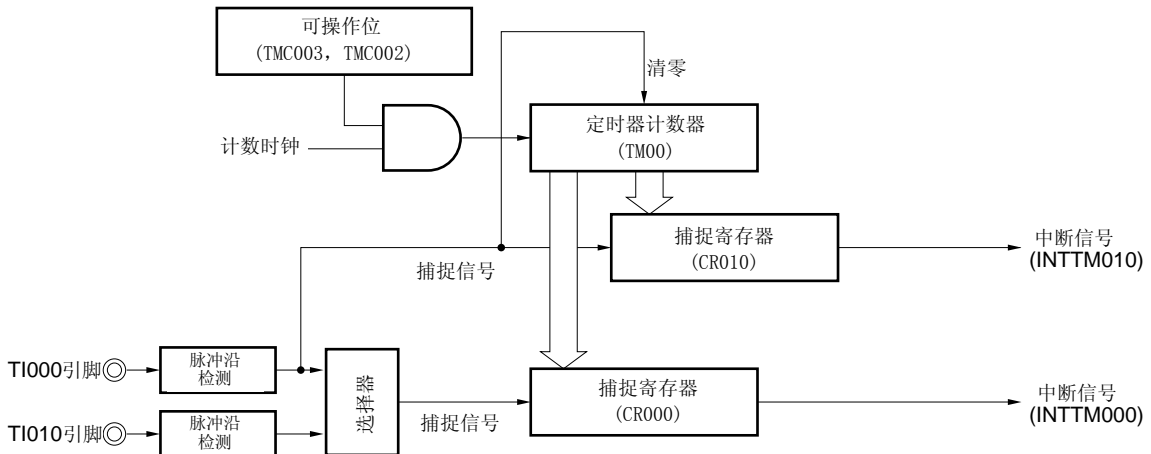 可操作位
(TMC003，TMC002)
清零
定时器计数器
(TM00)
计数时钟
捕捉寄存器
(CR010)
中断信号
(INTTM010)
捕捉信号
TI000引脚
脉冲沿
检测
选择器
捕捉寄存器
(CR000)
中断信号
(INTTM000)
捕捉信号
TI010引脚
脉冲沿
检测